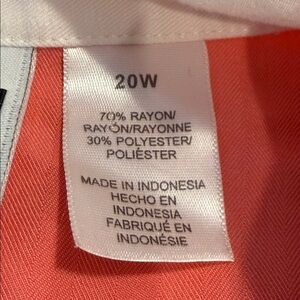 20W
70% RAYON/
RAYÓN/RAYONNE
30% POLYESTER/
POLIÉSTER
MADE IN INDONESIA
HECHO EN
INDONESIA
FABRIQUÉ EN
INDONÉSIE